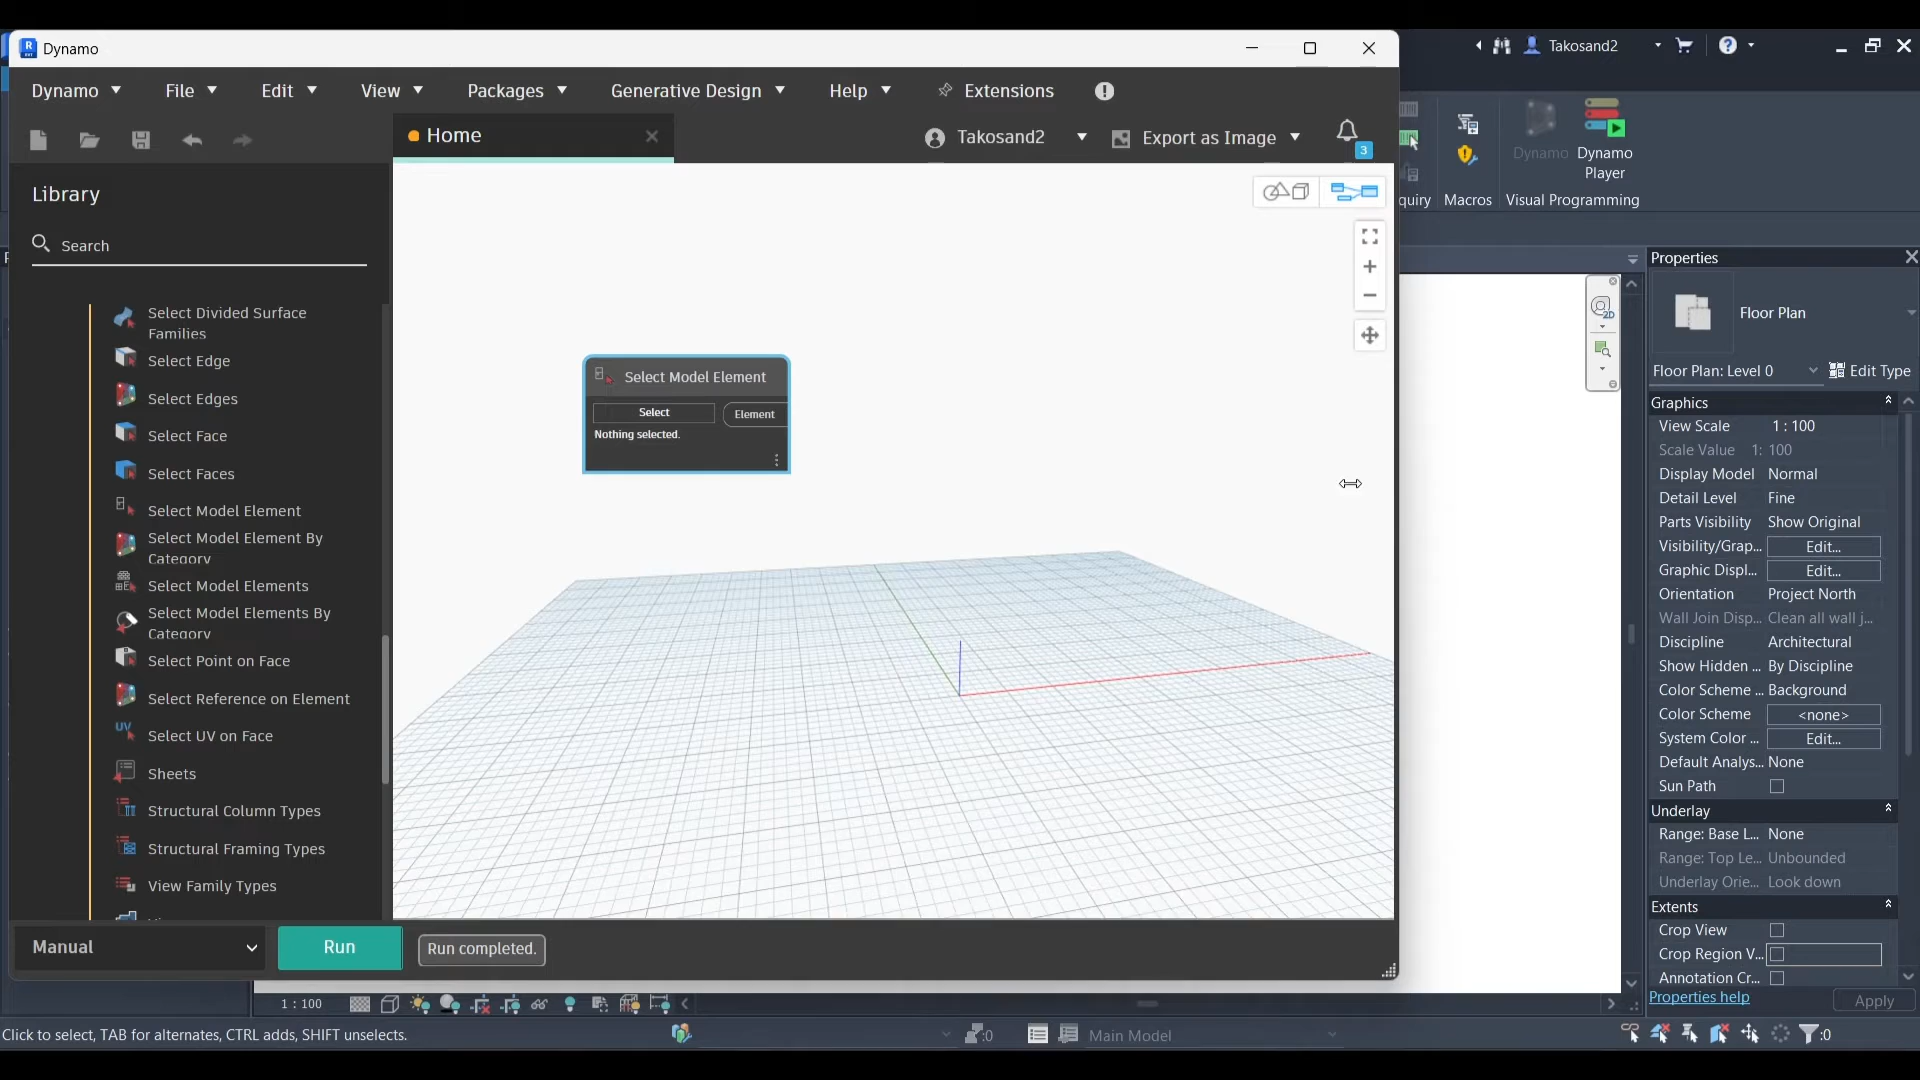 Dynamo
Takosand2
Dynamo
File
Edit
View
Packages
Generative Design
Help
Extensions
Home
Takosand2
Export as Image
3
Dynamo
Dynamo Player
quiry
Macros
Visual Programming
Library
Search
Select Divided Surface
Families
Select Edge
Select Edges
Select Face
Select Faces
Select Model Element
Select Model Element By
Category
Select Model Elements
Select Model Elements By
Category
Select Point on Face
Select Reference on Element
UV
Select UV on Face
Sheets
Structural Column Types
Structural Framing Types
View Family Types
Select Model Element
Select
Element
Nothing selected.
Manual
Run
Run completed.
2D
Properties
Floor Plan
Floor Plan: Level 0
Edit Type
Graphics
View Scale 1 : 100
Scale Value 1: 100
Display Model Normal
Detail Level Fine
Parts Visibility Show Original
Visibility/Grap... Edit...
Graphic Displ... Edit...
Orientation Project North
Wall Join Disp... Clean all wall j...
Discipline Architectural
Show Hidden ... By Discipline
Color Scheme ... Background
Color Scheme <none>
System Color ... Edit...
Default Analys... None
Sun Path
Underlay
Range: Base L... None
Range: Top Le... Unbounded
Underlay Orie... Look down
Extents
Crop View
Crop Region V...
Annotation Cr...
Properties help
Apply
1 : 100
Click to select, TAB for alternates, CTRL adds, SHIFT unselects.
:0
Main Model
:0